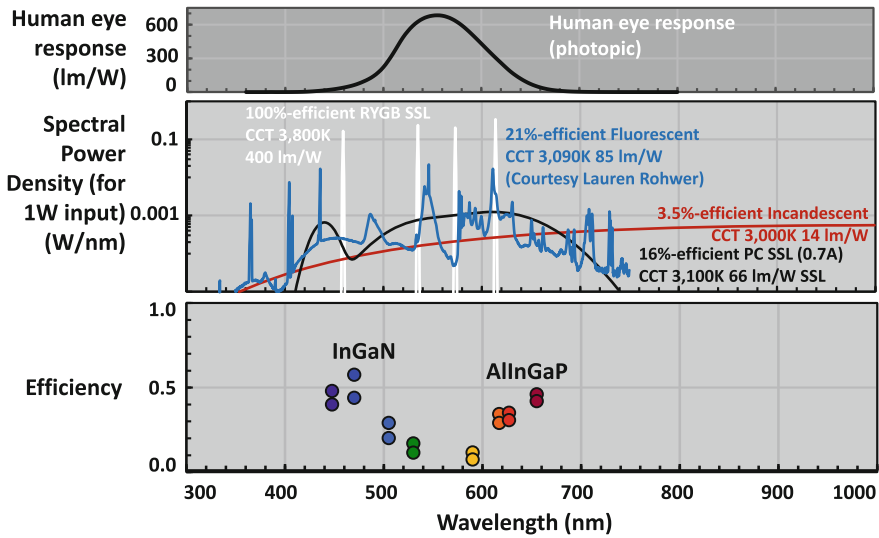 Human eye
response
(lm/W)
600
300
0
Human eye response
(photopic)
Spectral
Power
Density (for
1W input)
(W/nm)
0.1
0.001
100%-efficient RYGB SSL
CCT 3,800K
400 lm/W
21%-efficient Fluorescent
CCT 3,090K 85 lm/W
(Courtesy Lauren Rohwer)
3.5%-efficient Incandescent
CCT 3,000K 14 lm/W
16%-efficient PC SSL (0.7A)
CCT 3,100K 66 lm/W SSL
Efficiency
1.0
0.5
0.0
InGaN
AlInGaP
300 400 500 600 700 800 900 1000
Wavelength (nm)